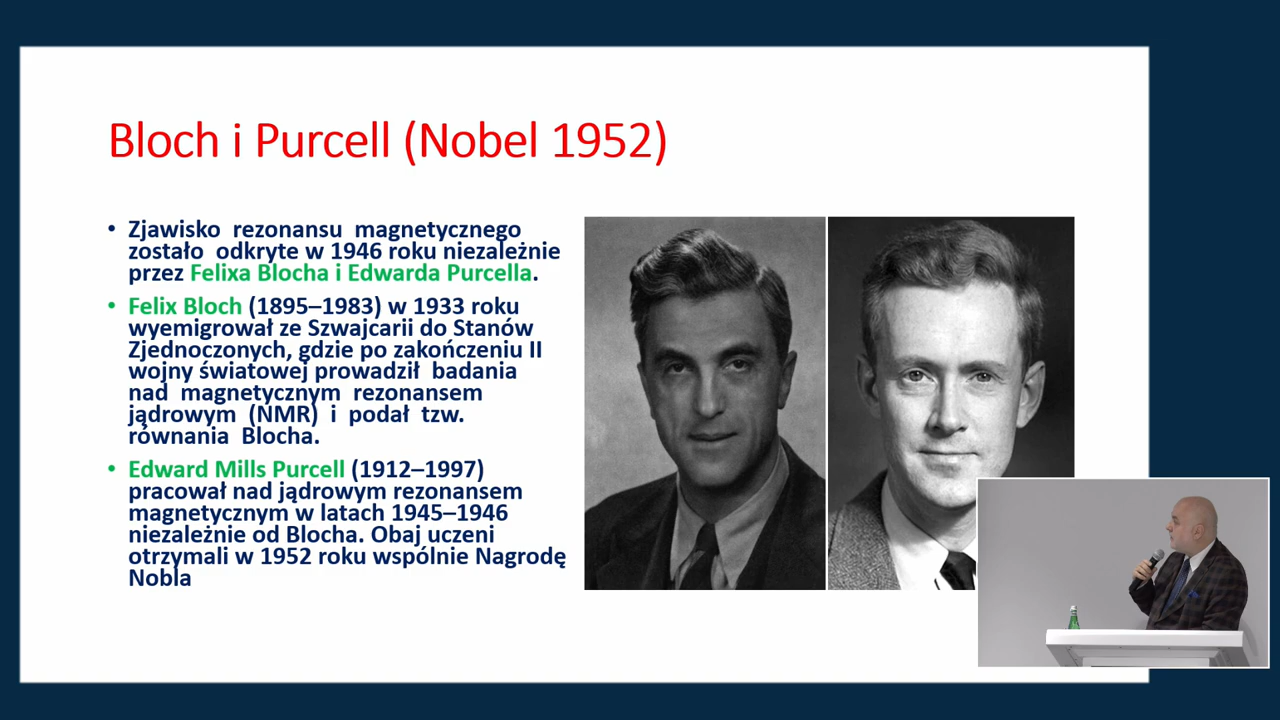 Bloch i Purcell (Nobel 1952)
• Zjawisko rezonansu magnetycznego
zostało odkryte w 1946 roku niezależnie
przez Felixa Blocha i Edwarda Purcella.
• Felix Bloch (1895–1983) w 1933 roku
wyemigrował ze Szwajcarii do Stanów
Zjednoczonych, gdzie po zakończeniu II
wojny światowej prowadził badania
nad magnetycznym rezonansem
jądrowym (NMR) i podał tzw.
równania Blocha.
• Edward Mills Purcell (1912–1997)
pracował nad jądrowym rezonansem
magnetycznym w latach 1945–1946
niezależnie od Blocha. Obaj uczeni
otrzymali w 1952 roku wspólnie Nagrodę
Nobla